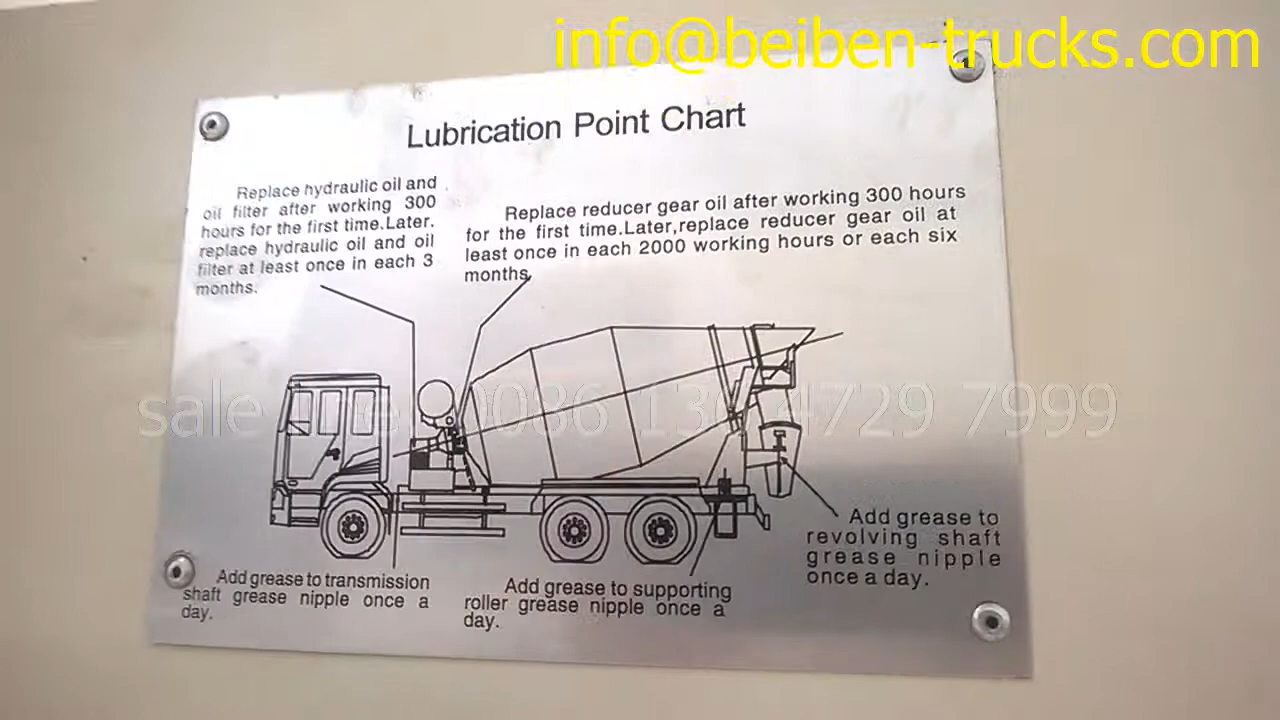 info@beiben-trucks.com
Lubrication Point Chart
Replace hydraulic oil and
oil filter after working 300
hours for the first time.Later.
replace hydraulic oil and oil
filter at least once in each 3
months.
Replace reducer gear oil after working 300 hours
for the first time.Later,replace reducer gear oil at
least once in each 2000 working hours or each six
months.
sale
0086
4729 7999
Add grease to
revolving shaft
grease nipple
once a day.
Add grease to transmission
shaft grease nipple once a
day.
Add grease to supporting
roller grease nipple once a
day.